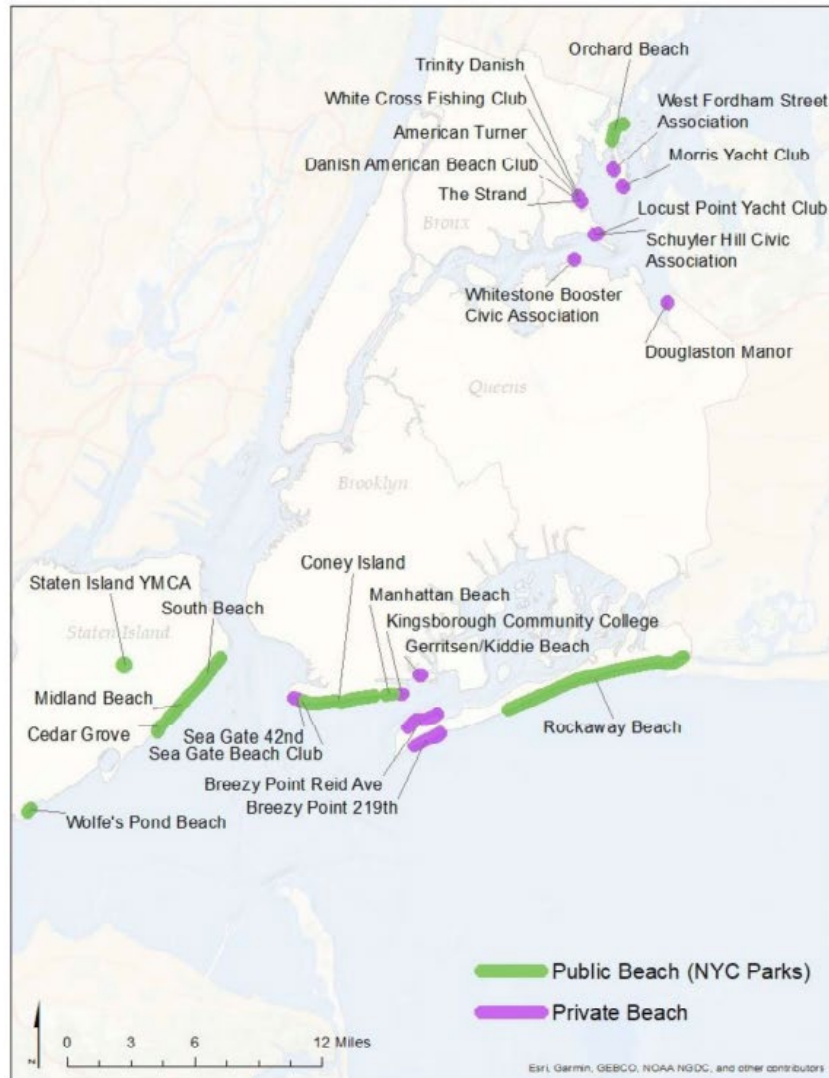 Orchard Beach
Trinity Danish
White Cross Fishing Club
West Fordham Street
Association
American Turner
Morris Yacht Club
Danish American Beach Club
The Strand
Locust Point Yacht Club
Bronx
Schuyler Hill Civic
Association
Whitestone Booster
Civic Association
Douglaston Manor
Queens
Brooklyn
Coney Island
Staten Island YMCA
Manhattan Beach
South Beach
Kingsborough Community College
Staten Island
Gerritsen/Kiddie Beach
Midland Beach
Cedar Grove
Sea Gate 42nd
Sea Gate Beach Club
Rockaway Beach
Breezy Point Reid Ave
Breezy Point 219th
Wolfe's Pond Beach
Public Beach (NYC Parks)
Private Beach
N
0 3 6 12 Miles
Esri, Garmin, GEBCO, NOAA NGDC, and other contributors